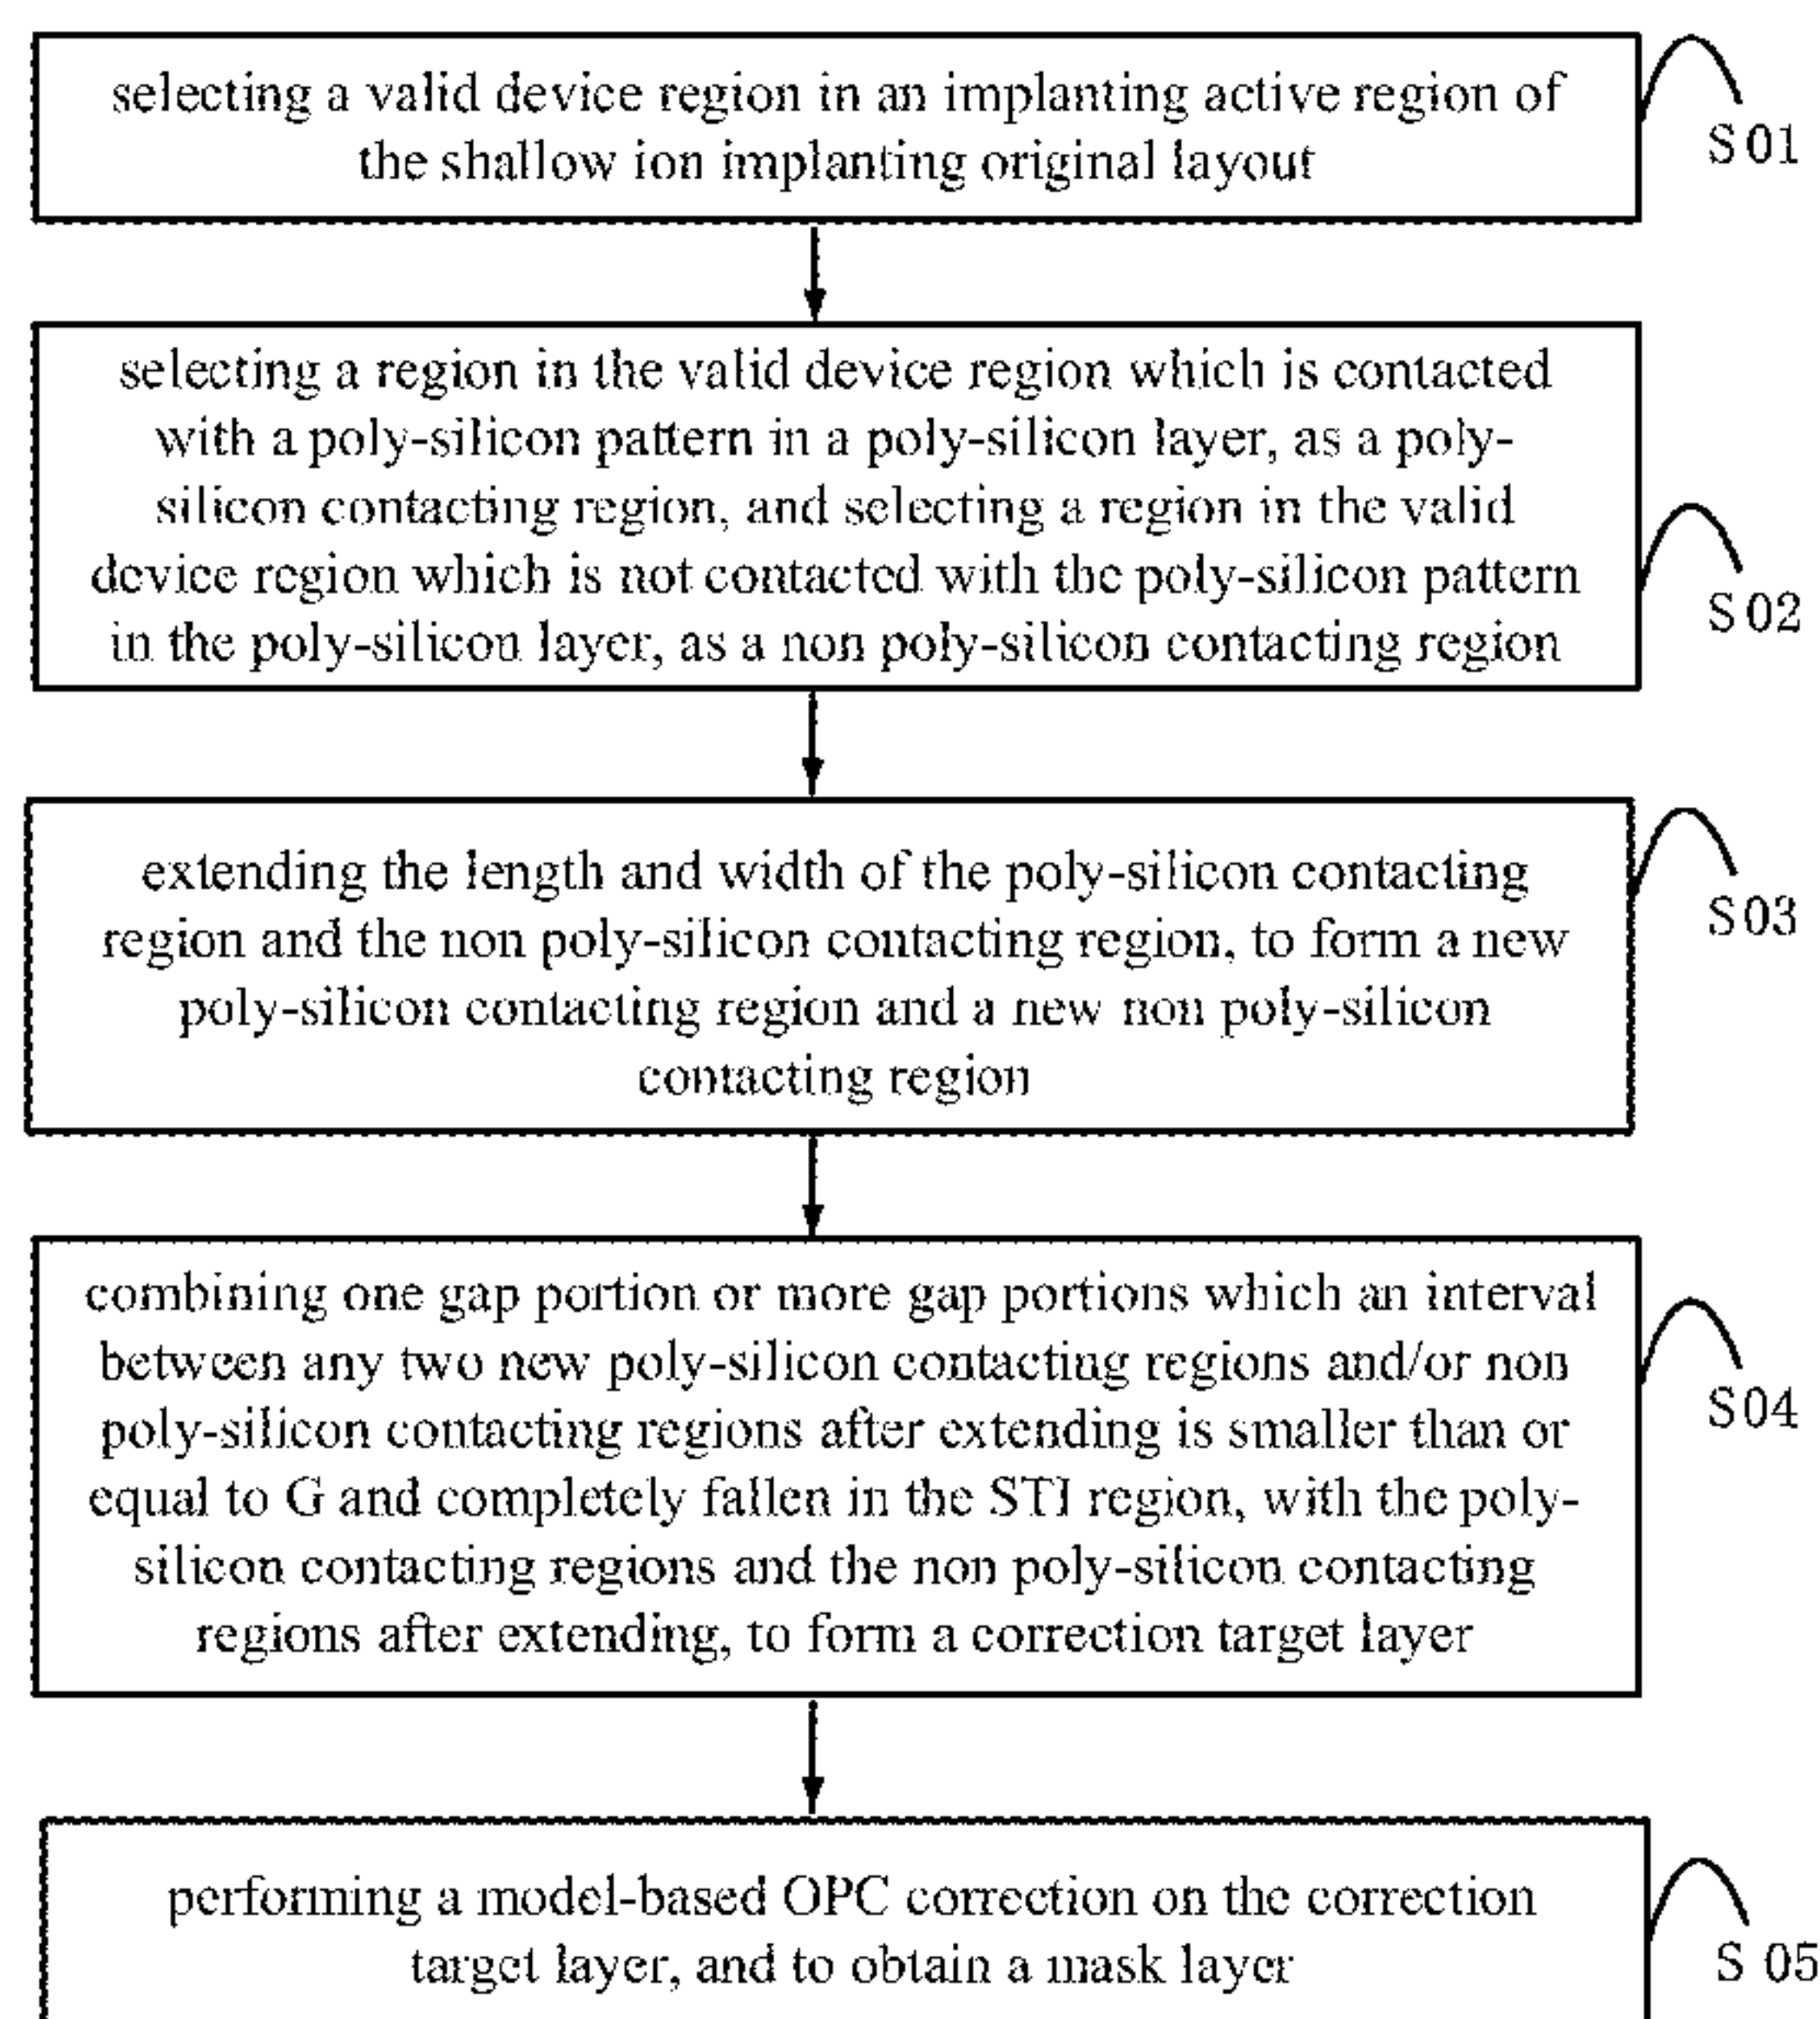 selecting a valid device region in an implanting active region of
the shallow ion implanting original layout
S01
selecting a region in the valid device region which is contacted
with a poly-silicon pattern in a poly-silicon layer, as a poly-
silicon contacting region, and selecting a region in the valid
device region which is not contacted with the poly-silicon pattern
in the poly-silicon layer, as a non poly-silicon contacting region
S02
extending the length and width of the poly-silicon contacting
region and the non poly-silicon contacting region, to form a new
poly-silicon contacting region and a new non poly-silicon
contacting region
S03
combining one gap portion or more gap portions which an interval
between any two new poly-silicon contacting regions and/or non
poly-silicon contacting regions after extending is smaller than or
equal to G and completely fallen in the STI region, with the poly-
silicon contacting regions and the non poly-silicon contacting
regions after extending, to form a correction target layer
S04
performing a model-based OPC correction on the correction
target layer, and to obtain a mask layer
S 05